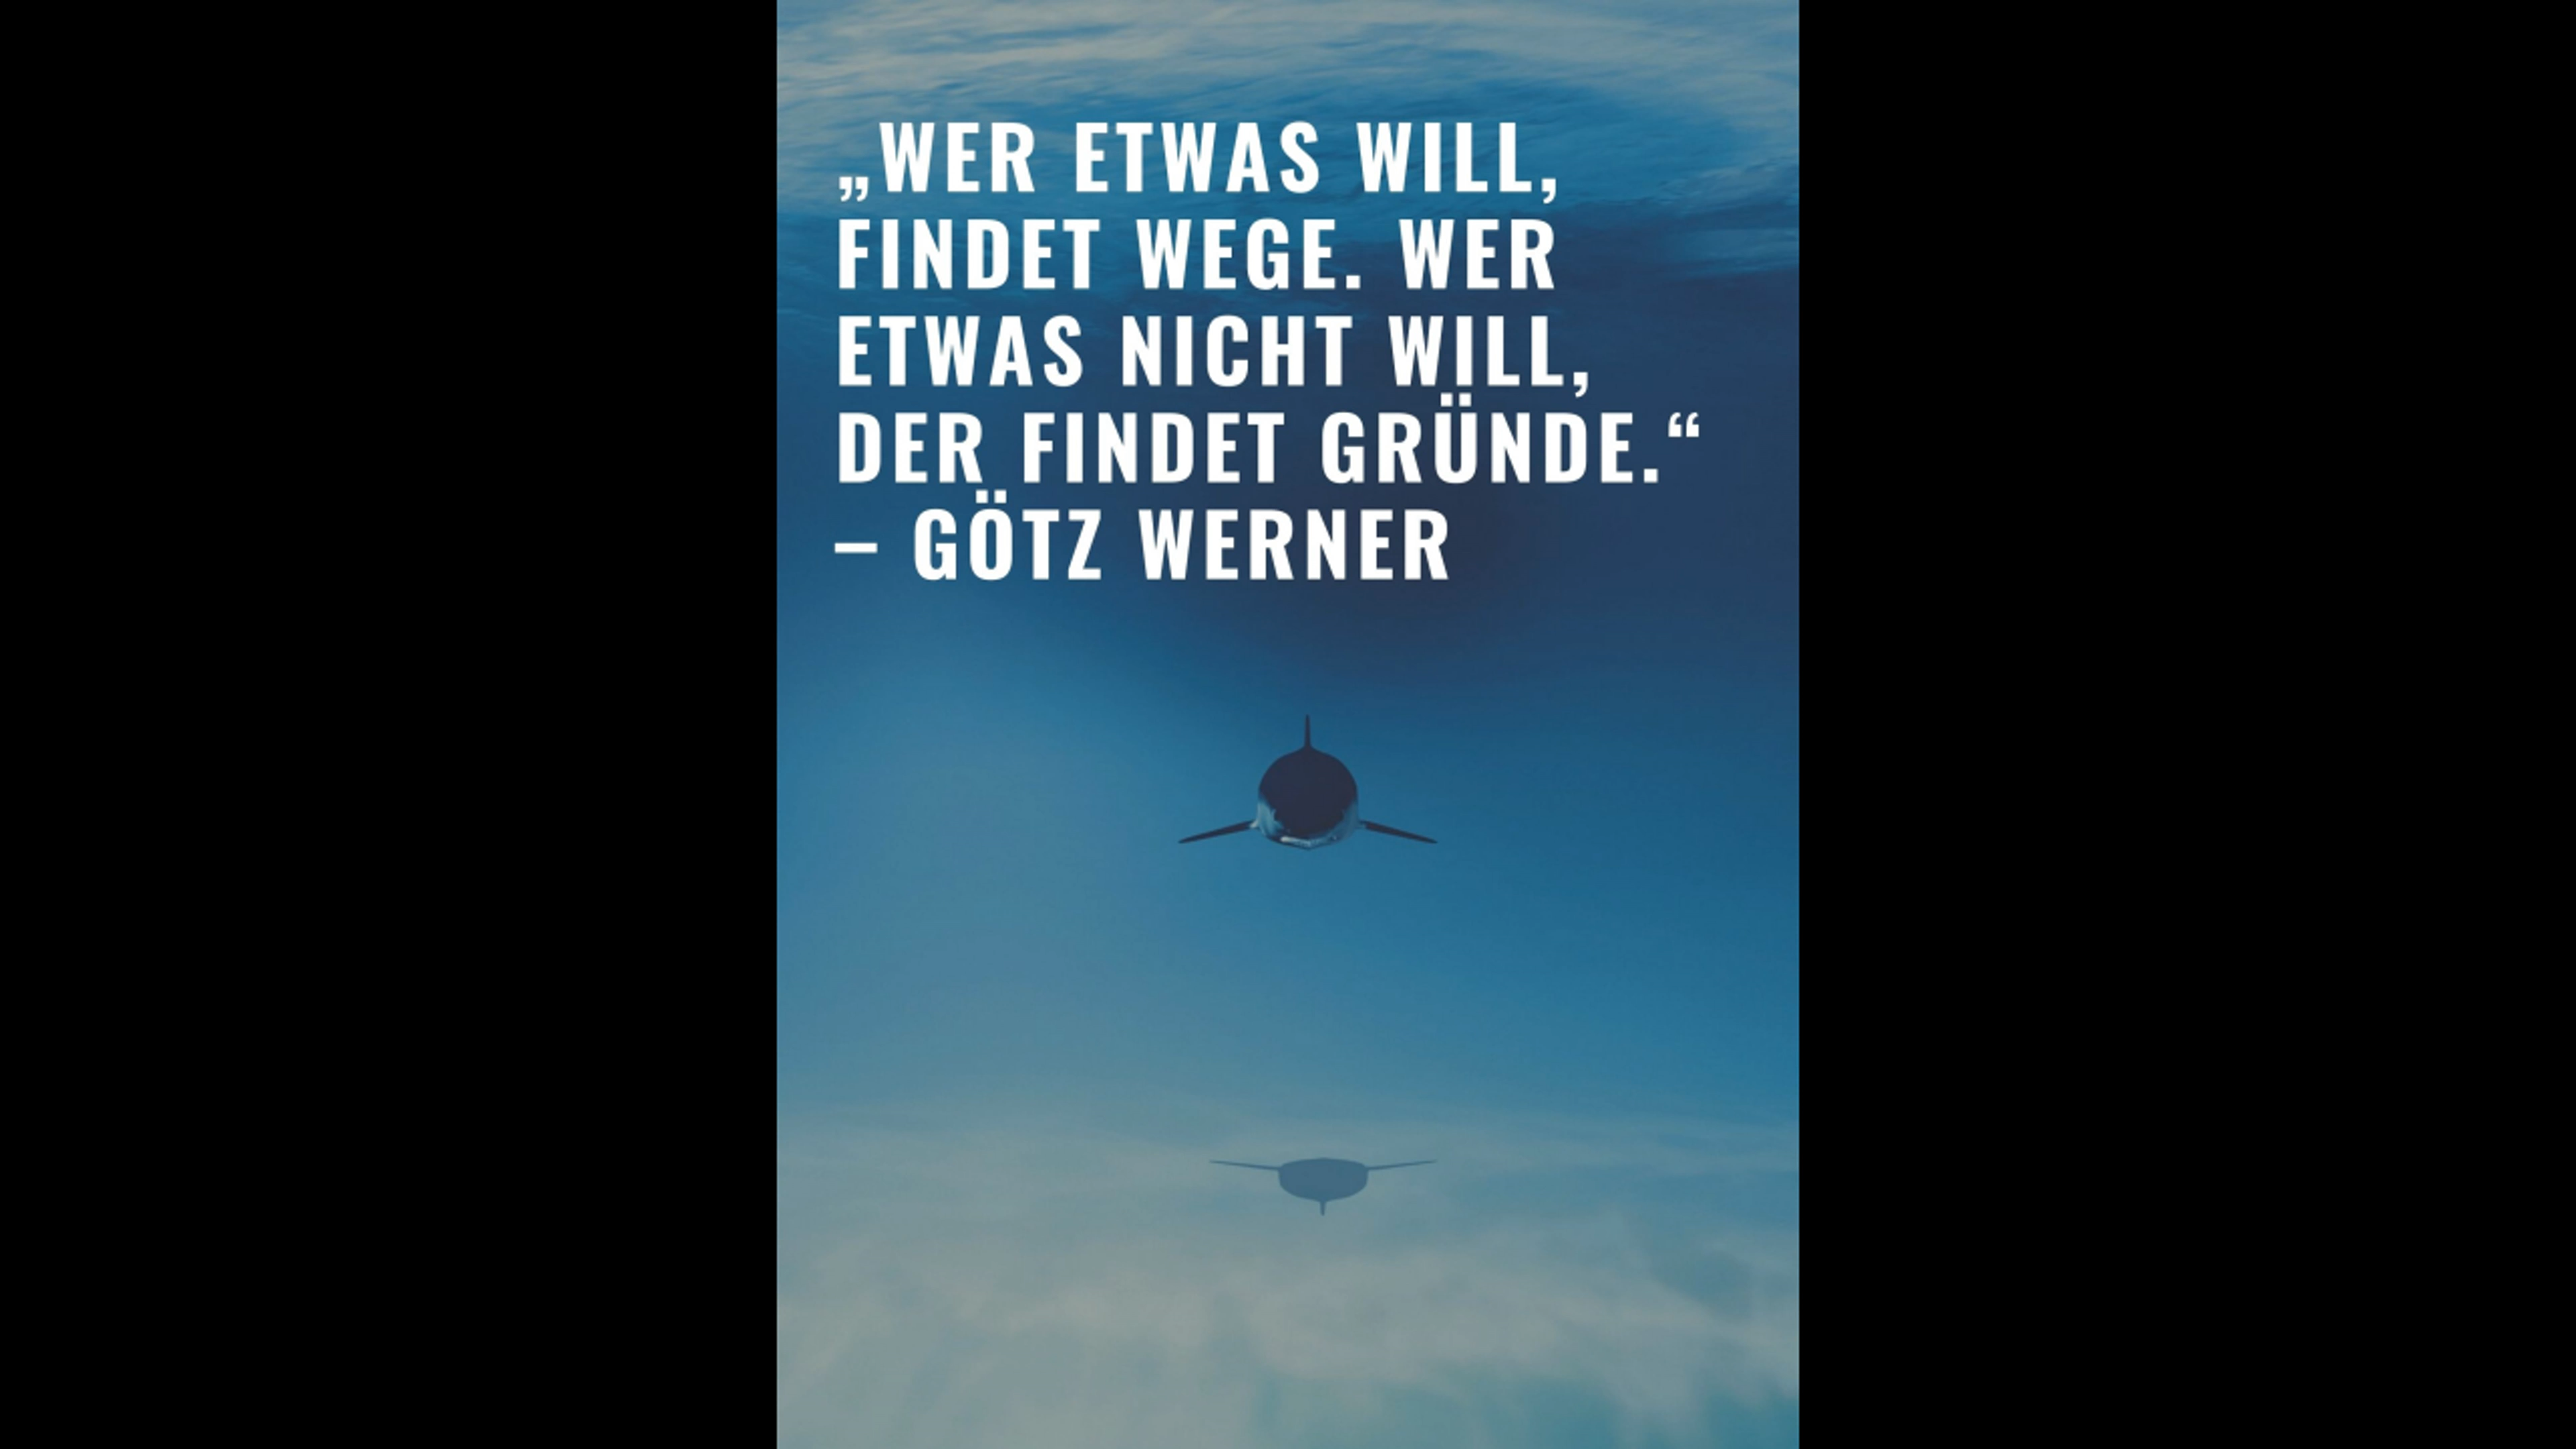 „WER ETWAS WILL,
FINDET WEGE. WER
ETWAS NICHT WILL,
DER FINDET GRÜNDE.“
– GÖTZ WERNER